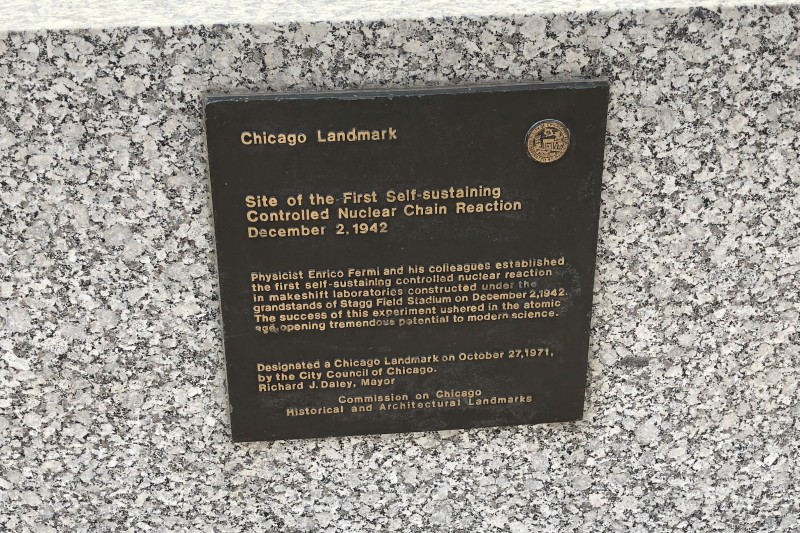 Chicago Landmark
Site of the First Self-sustaining
Controlled Nuclear Chain Reaction
December 2, 1942
Physicist Enrico Fermi and his colleagues established
the first self-sustaining controlled nuclear reaction
in makeshift laboratories constructed under the
grandstands of Stagg Field Stadium on December 2,1942.
The success of this experiment ushered in the atomic
age, opening tremendous potential to modern science.
Designated a Chicago Landmark on October 27,1971,
by the City Council of Chicago.
Richard J. Daley, Mayor
Commission on Chicago
Historical and Architectural Landmarks